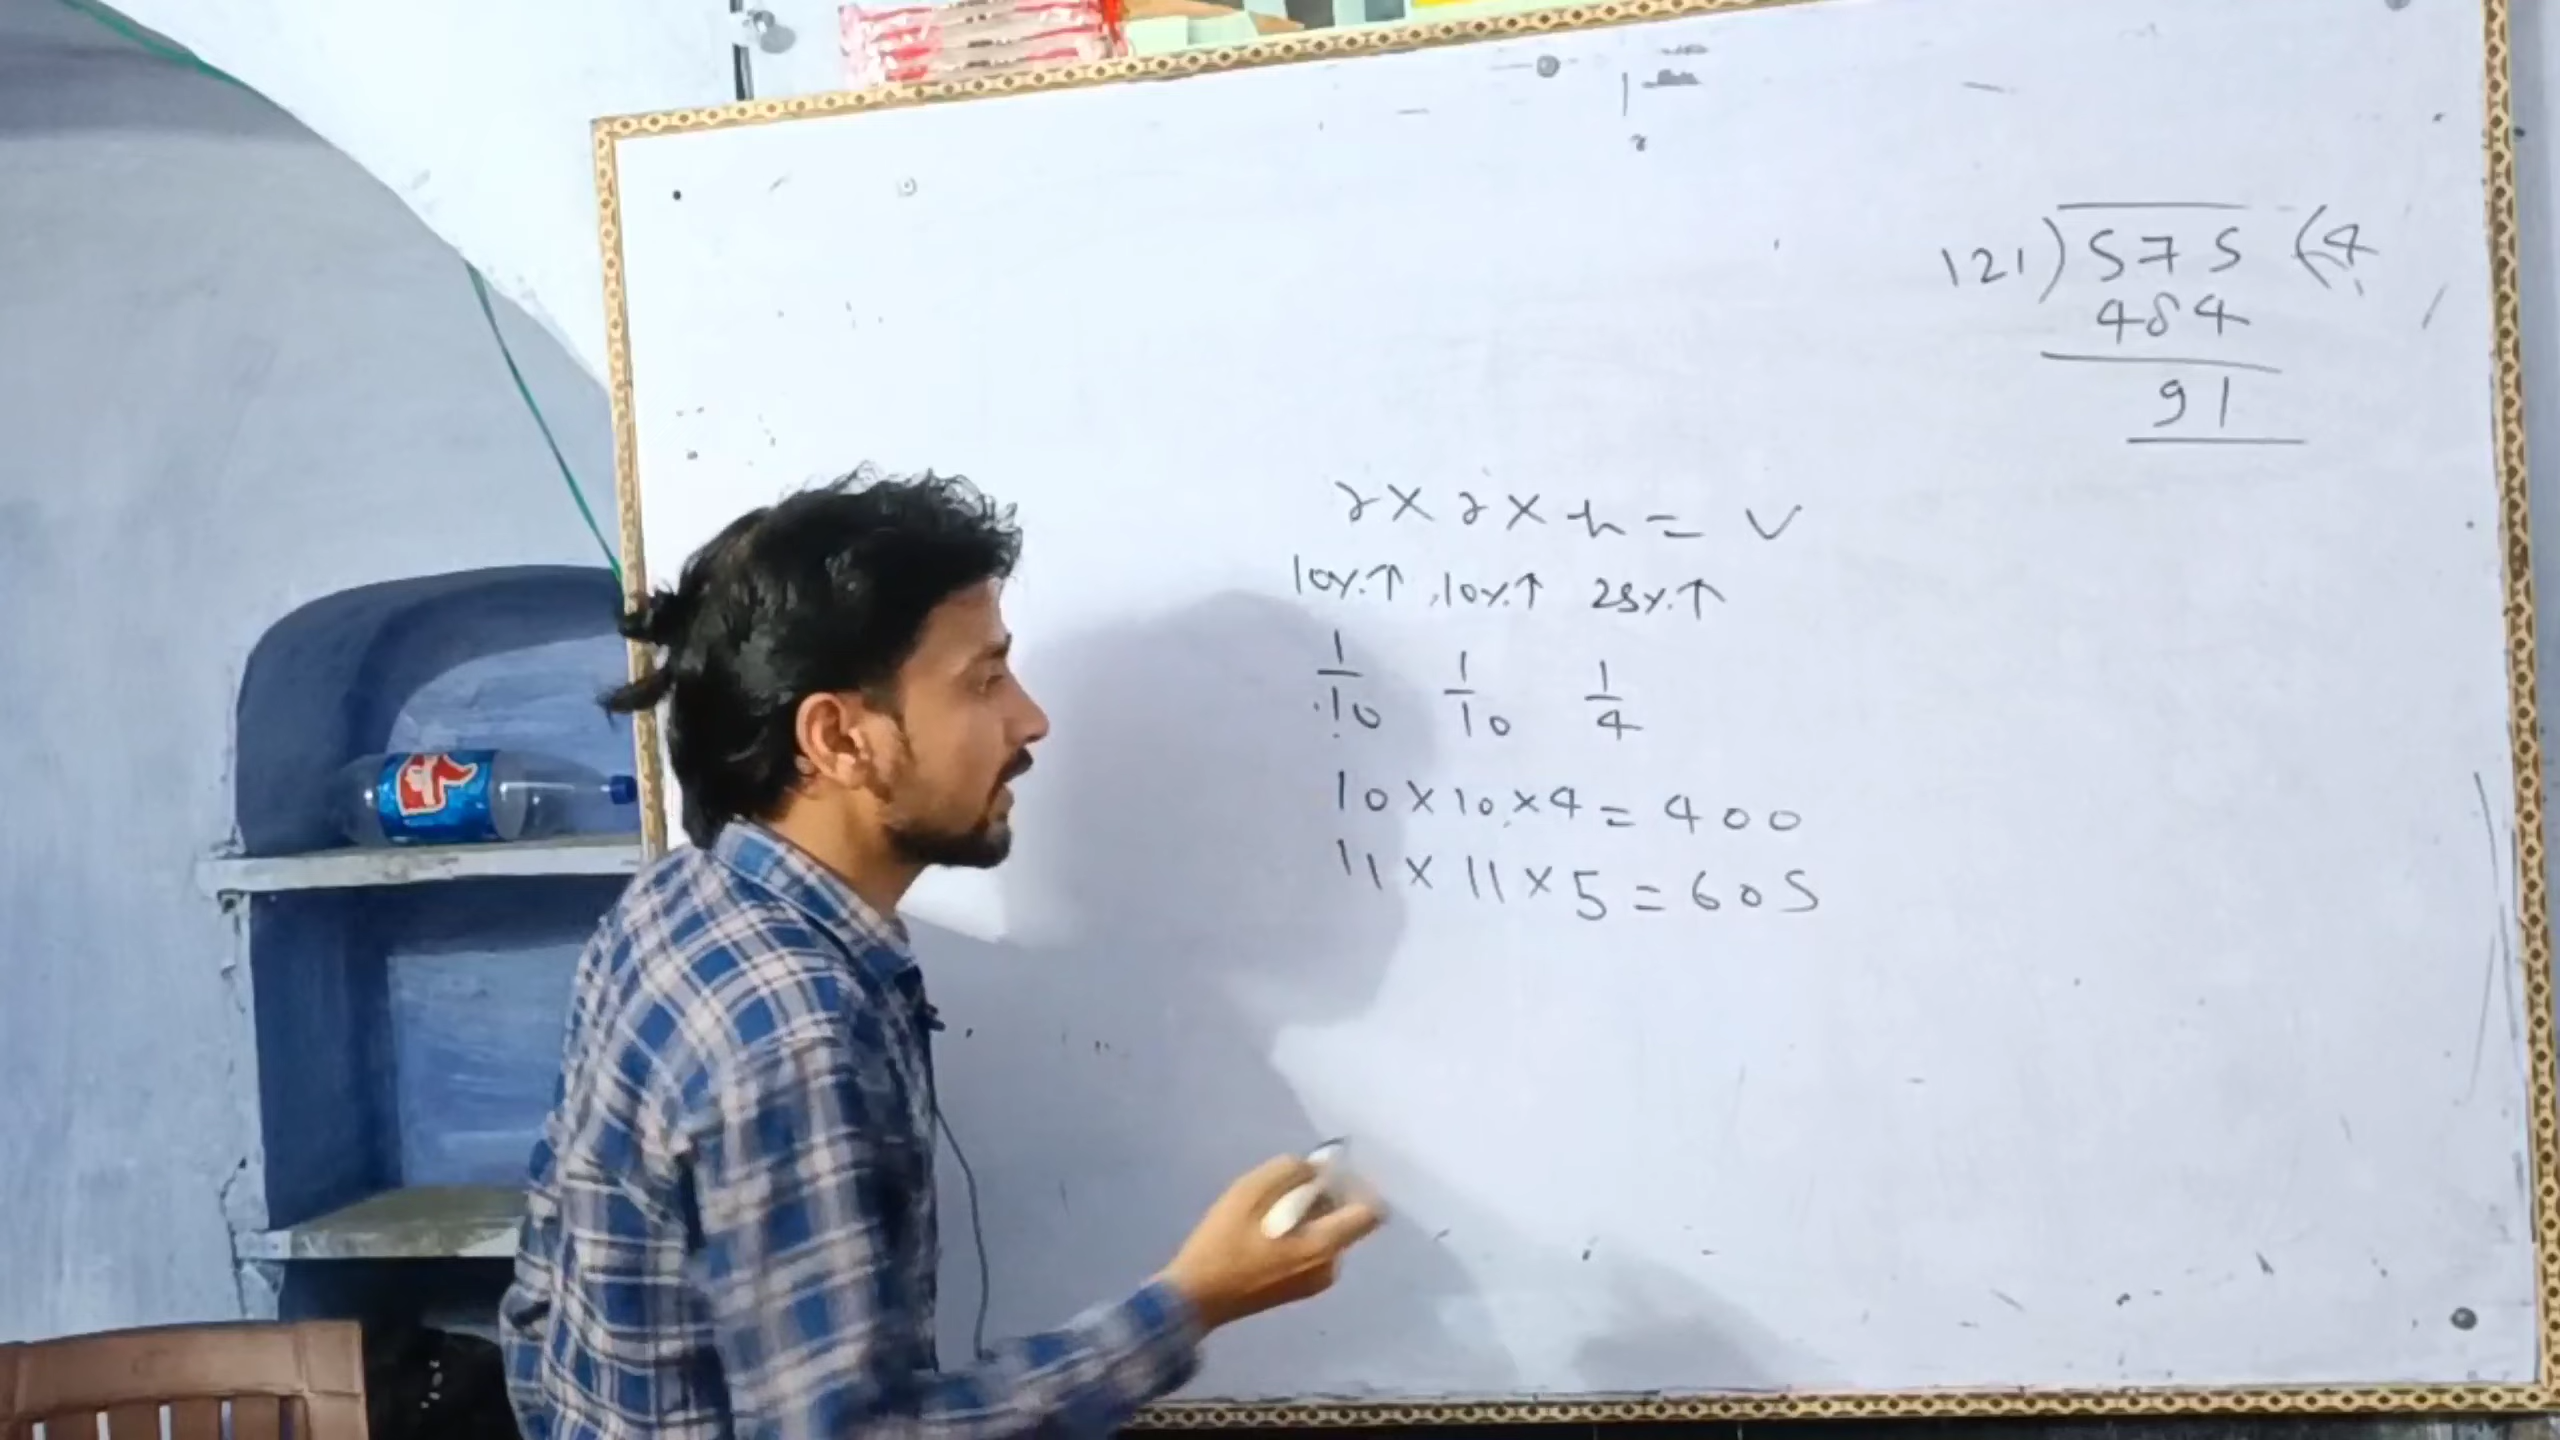 121) 575 (4
484
91
r × r × h = V
10%↑ 10%↑ 25%↑
1/10 1/10 1/4
10 × 10 × 4 = 400
11 × 11 × 5 = 605